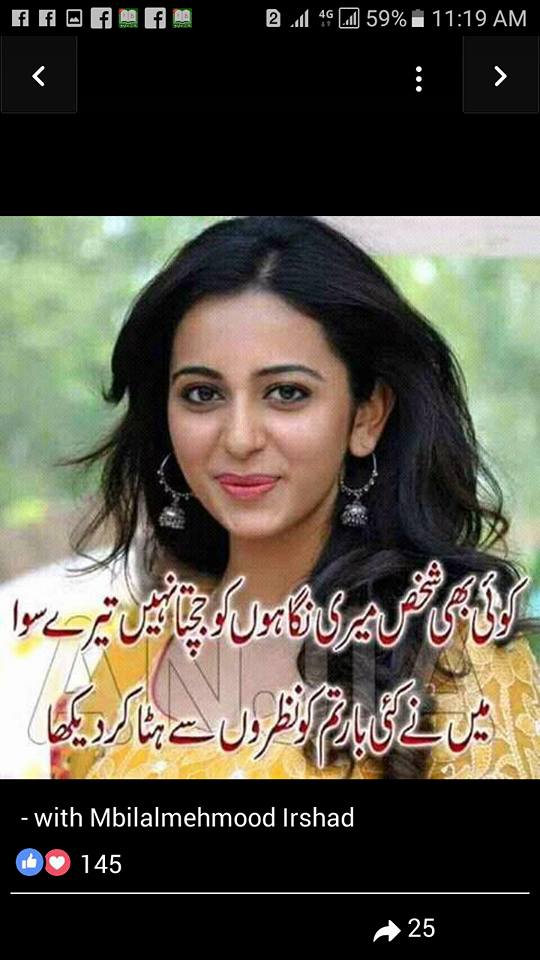 2 4G 59% 11:19 AM
کوئی بھی شخص میری نگاہوں کو جچتا نہیں تیرے سوا
میں نے کئی بار تم کو نظروں سے ہٹا کر دیکھا
- with Mbilalmehmood Irshad
145
25